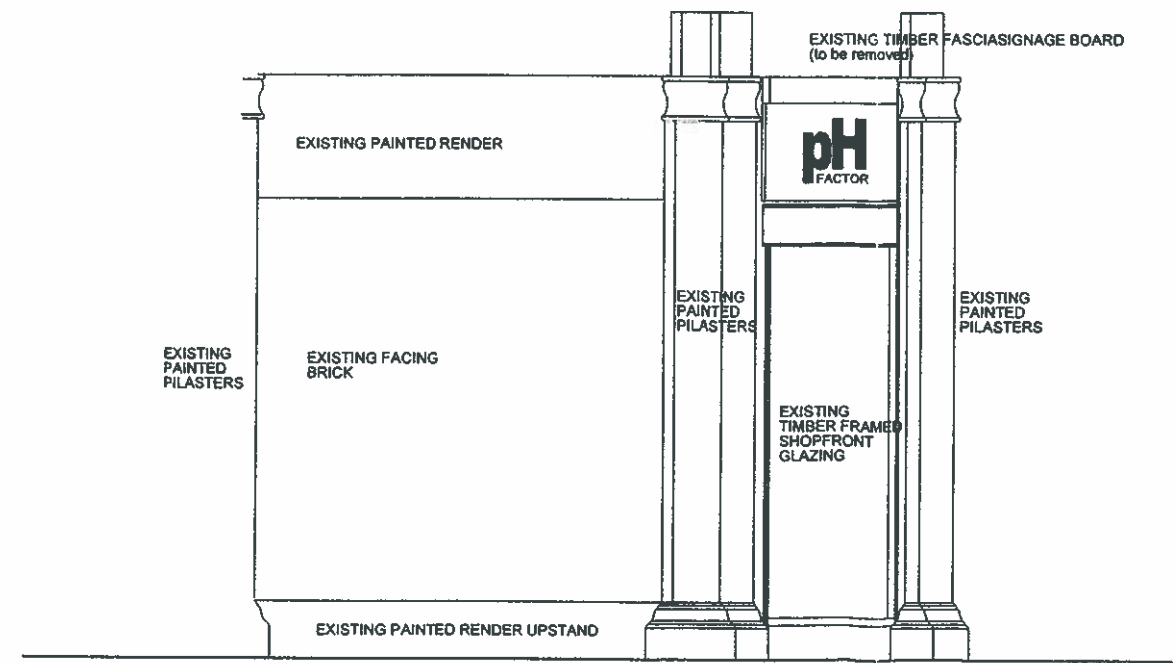 EXISTING TIMBER FASCIASIGNAGE BOARD
(to be removed)
EXISTING PAINTED RENDER
pH
FACTOR
EXISTING
PAINTED
PILASTERS
EXISTING
PAINTED
PILASTERS
EXISTING
PAINTED
PILASTERS
EXISTING FACING
BRICK
EXISTING
TIMBER FRAMED
SHOPFRONT
GLAZING
EXISTING PAINTED RENDER UPSTAND